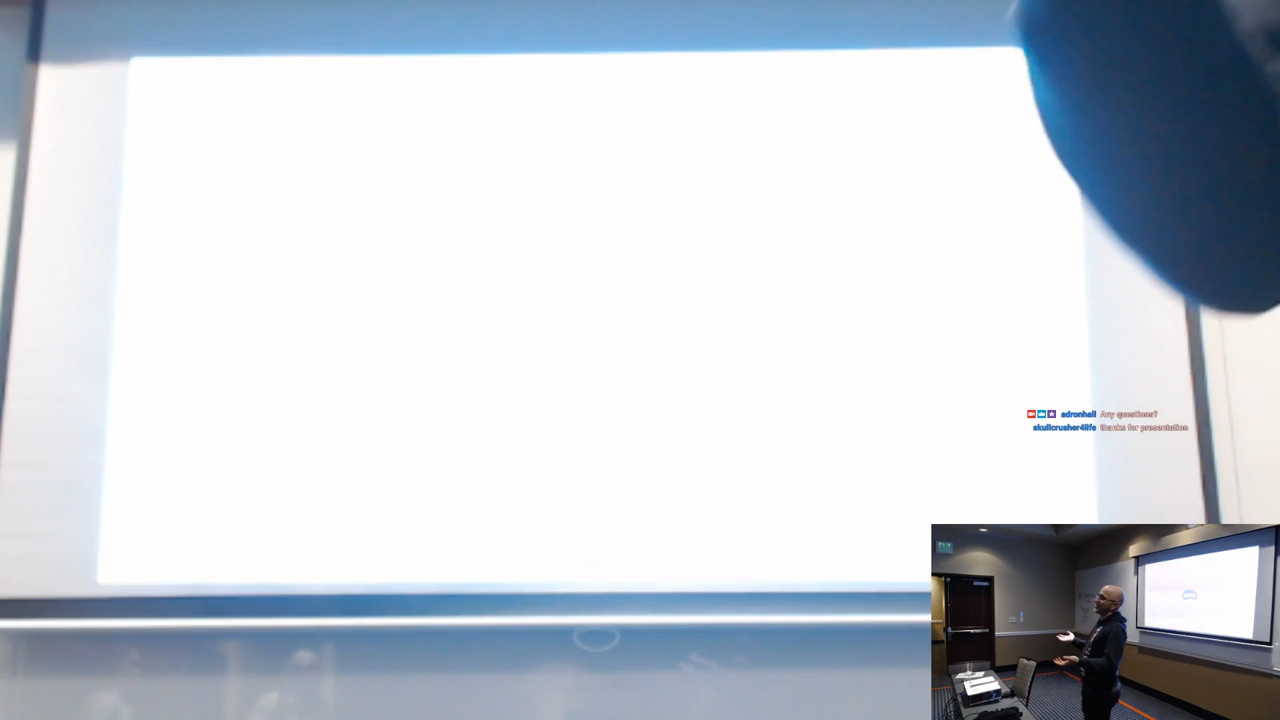 adronhall Any questions?
skullcrusher4life thanks for presentation